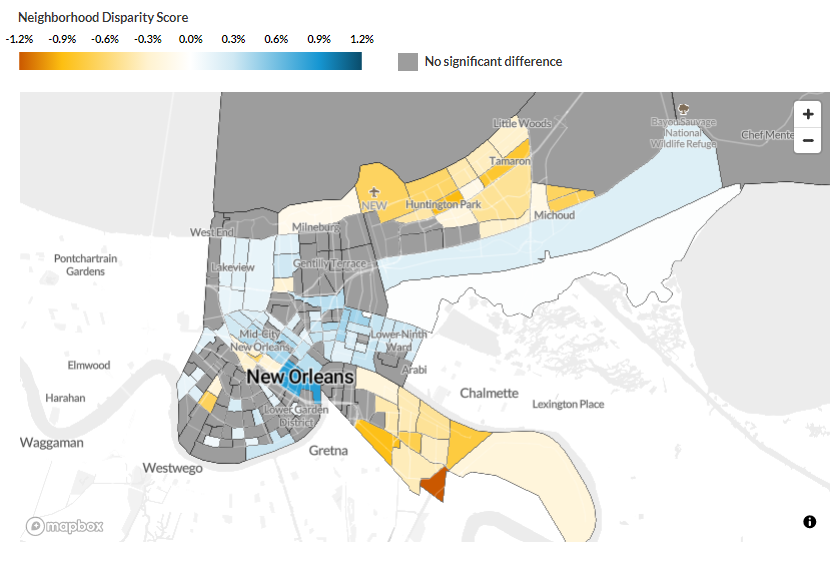 Neighborhood Disparity Score
-1.2% -0.9% -0.6% -0.3% 0.0% 0.3% 0.6% 0.9% 1.2%
No significant difference
Little Woods
Bayou Sauvage
National
Wildlife Refuge
Chef Mente
Tamaron
NEW
Huntington Park
Michoud
West End
Milneburg
Pontchartrain
Gardens
Lakeview
Gentilly Terrace
Mid-City
New Orleans
Lower Ninth
Ward
Elmwood
Arabi
New Orleans
Harahan
Chalmette
Lexington Place
Lower Garden
District
Waggaman
Gretna
Westwego
mapbox